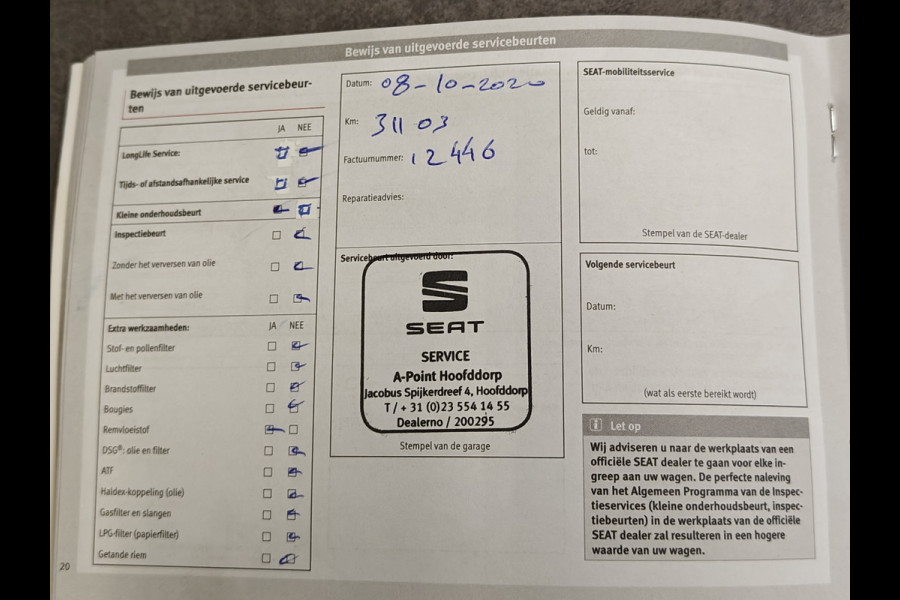 Bewijs van uitgevoerde servicebeurten
Bewijs van uitgevoerde servicebeur-
ten
JA NEE
LongLife Service:
Tijds- of afstandsafhankelijke service
Kleine onderhoudsbeurt
Inspectiebeurt
Zonder het verversen van olie
Met het verversen van olie
Extra werkzaamheden: JA NEE
Stof- en pollenfilter
Luchtfilter
Brandstoffilter
Bougies
Remvloeistof
DSG®: olie en filter
ATF
Haldex-koppeling (olie)
Gasfilter en slangen
LPG-filter (papierfilter)
Getande riem
20
Datum: 08-10-2020
Km: 31103
Factuurnummer: 12446
Reparatieadvies:
Servicebeurt uitgevoerd door:
SEAT
SERVICE
A-Point Hoofddorp
Jacobus Spijkerdreef 4, Hoofddorp
T / + 31 (0)23 554 14 55
Dealerno / 200295
Stempel van de garage
SEAT-mobiliteitsservice
Geldig vanaf:
tot:
Stempel van de SEAT-dealer
Volgende servicebeurt
Datum:
Km:
(wat als eerste bereikt wordt)
Let op
Wij adviseren u naar de werkplaats van een
officiële SEAT dealer te gaan voor elke in-
greep aan uw wagen. De perfecte naleving
van het Algemeen Programma van de Inspec-
tieservices (kleine onderhoudsbeurt, inspec-
tiebeurten) in de werkplaats van de officiële
SEAT dealer zal resulteren in een hogere
waarde van uw wagen.